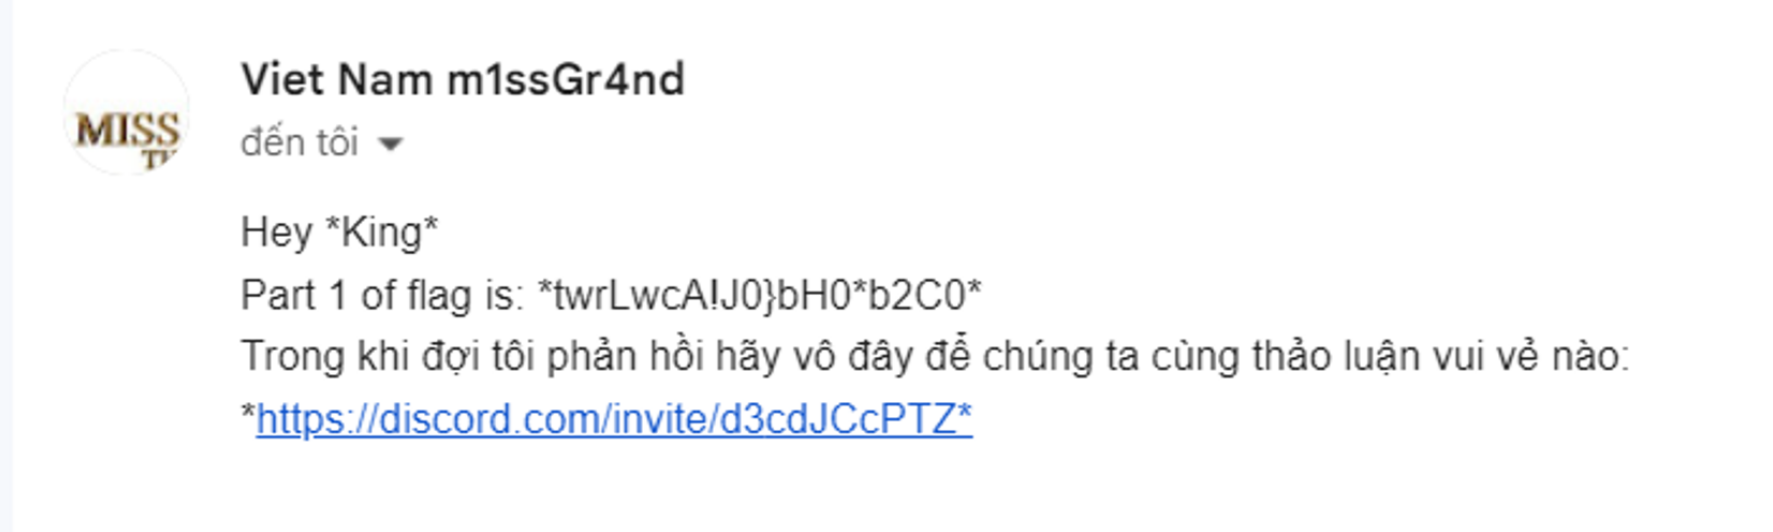 Viet Nam m1ssGr4nd
MISS
đến tôi
Hey *King*
Part 1 of flag is: *twrLwcA!J0}bH0*b2C0*
Trong khi đợi tôi phản hồi hãy vô đây để chúng ta cùng thảo luận vui vẻ nào:
*https://discord.com/invite/d3cdJCcPTZ*